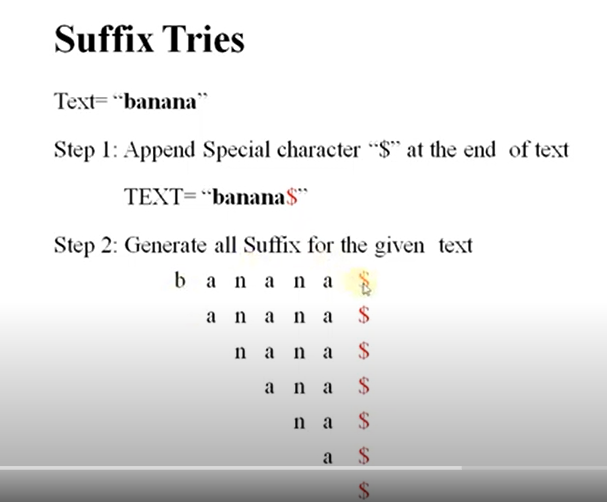 Suffix Tries
Text= “banana”
Step 1: Append Special character “$” at the end of text
TEXT= “banana$”
Step 2: Generate all Suffix for the given text
b a n a n a $
a n a n a $
n a n a $
a n a $
n a $
a $
$